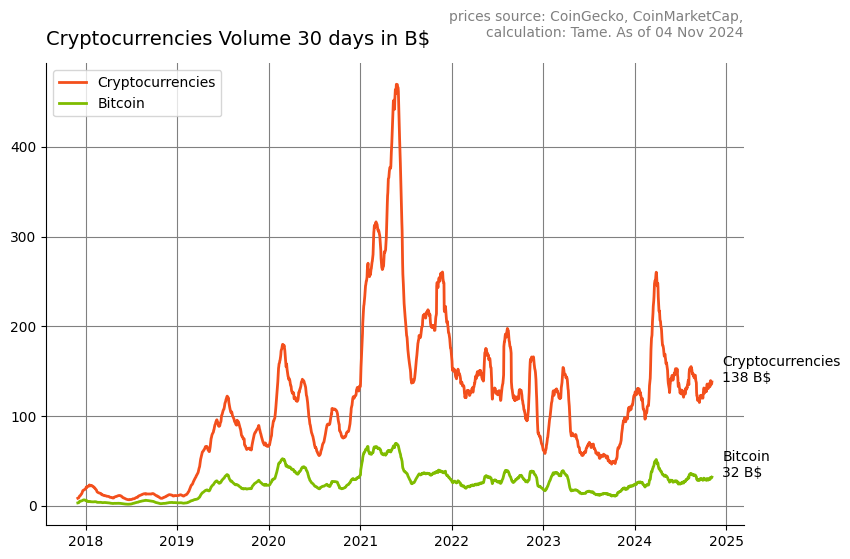 prices source: CoinGecko, CoinMarketCap,
calculation: Tame. As of 04 Nov 2024
Cryptocurrencies Volume 30 days in B$
Cryptocurrencies
Bitcoin
400
300
200
100
0
Cryptocurrencies
138 B$
Bitcoin
32 B$
2018 2019 2020 2021 2022 2023 2024 2025